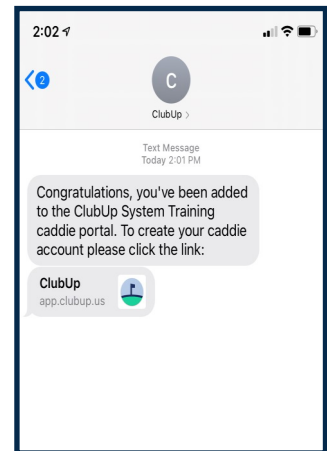 2:02
2
C
ClubUp >
Text Message
Today 2:01 PM
Congratulations, you've been added
to the ClubUp System Training
caddie portal. To create your caddie
account please click the link:
ClubUp
app.clubup.us